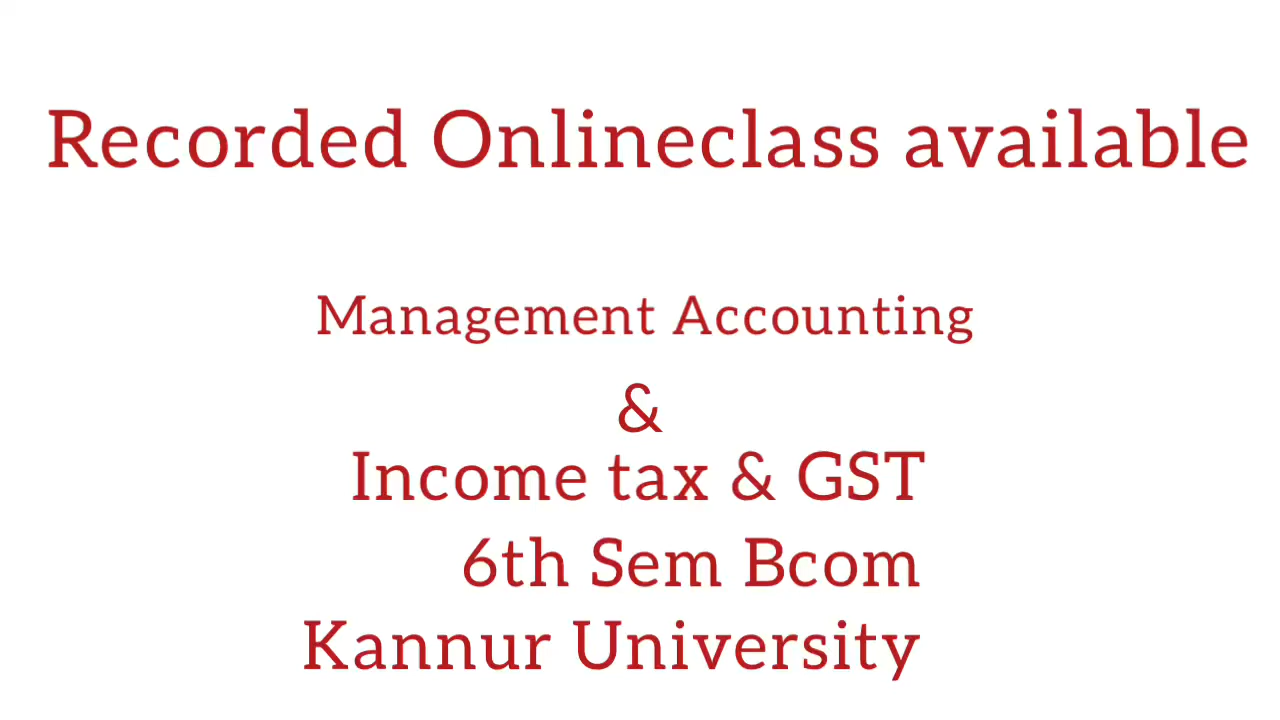 Recorded Onlineclass available
Management Accounting
&
Income tax & GST
6th Sem Bcom
Kannur University